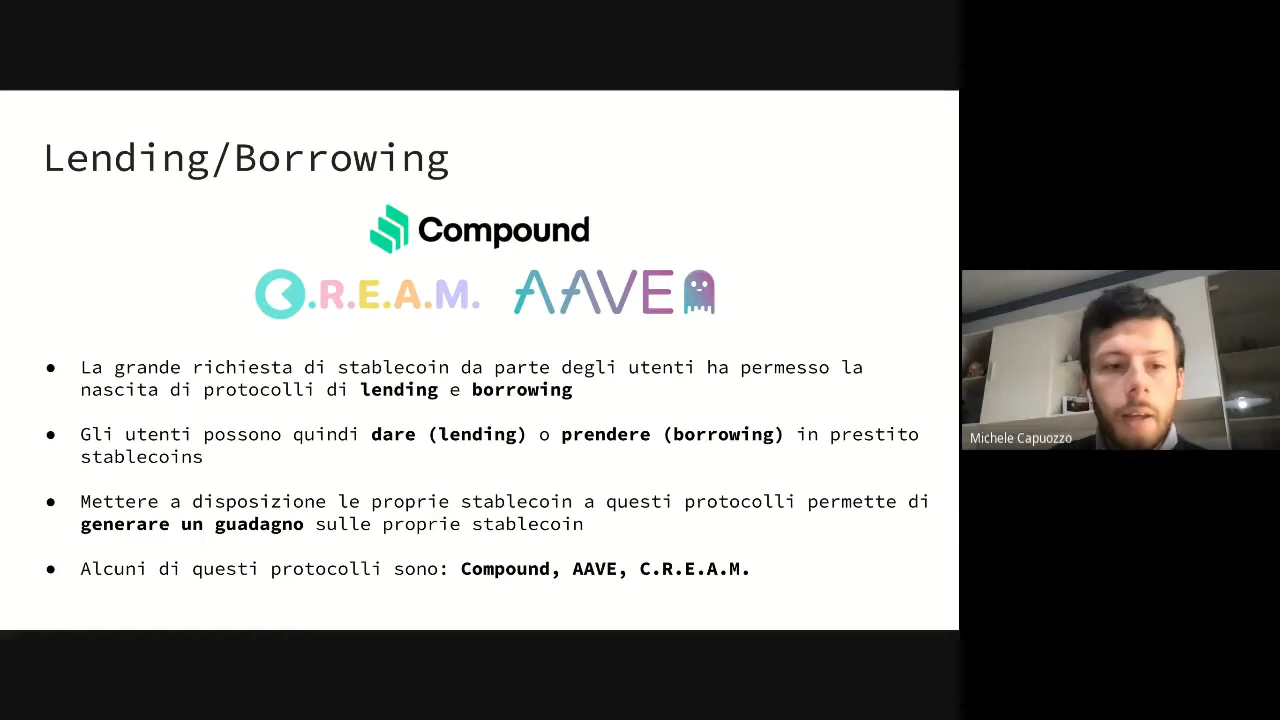 Lending/Borrowing
Compound
C.R.E.A.M.
AAVE
● La grande richiesta di stablecoin da parte degli utenti ha permesso la
nascita di protocolli di lending e borrowing
● Gli utenti possono quindi dare (lending) o prendere (borrowing) in prestito
stablecoins
● Mettere a disposizione le proprie stablecoin a questi protocolli permette di
generare un guadagno sulle proprie stablecoin
● Alcuni di questi protocolli sono: Compound, AAVE, C.R.E.A.M.
Michele Capuozzo